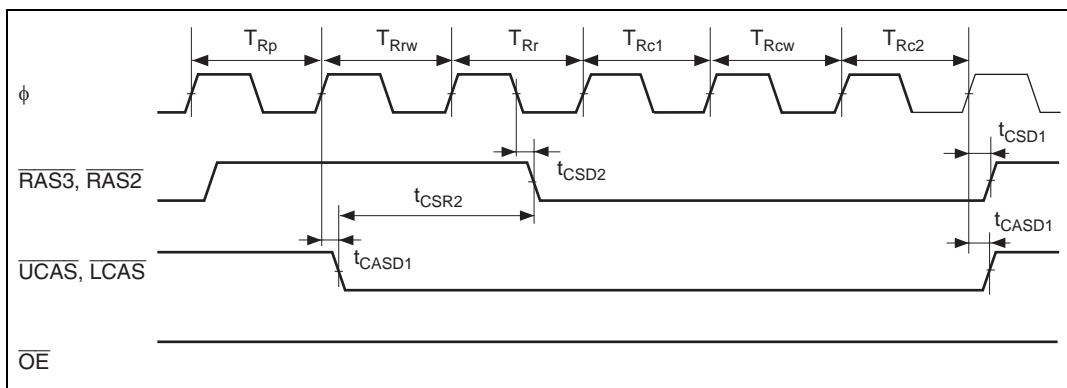 TRp TRrw TRr TRc1 TRcw TRc2
ϕ
tCSD1
RAS3, RAS2
tCSD2
tCSR2
tCASD1
tCASD1
UCAS, LCAS
OE